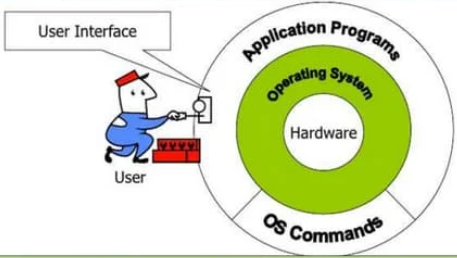 User Interface
Application Programs
Operating System
Hardware
User
OS Commands